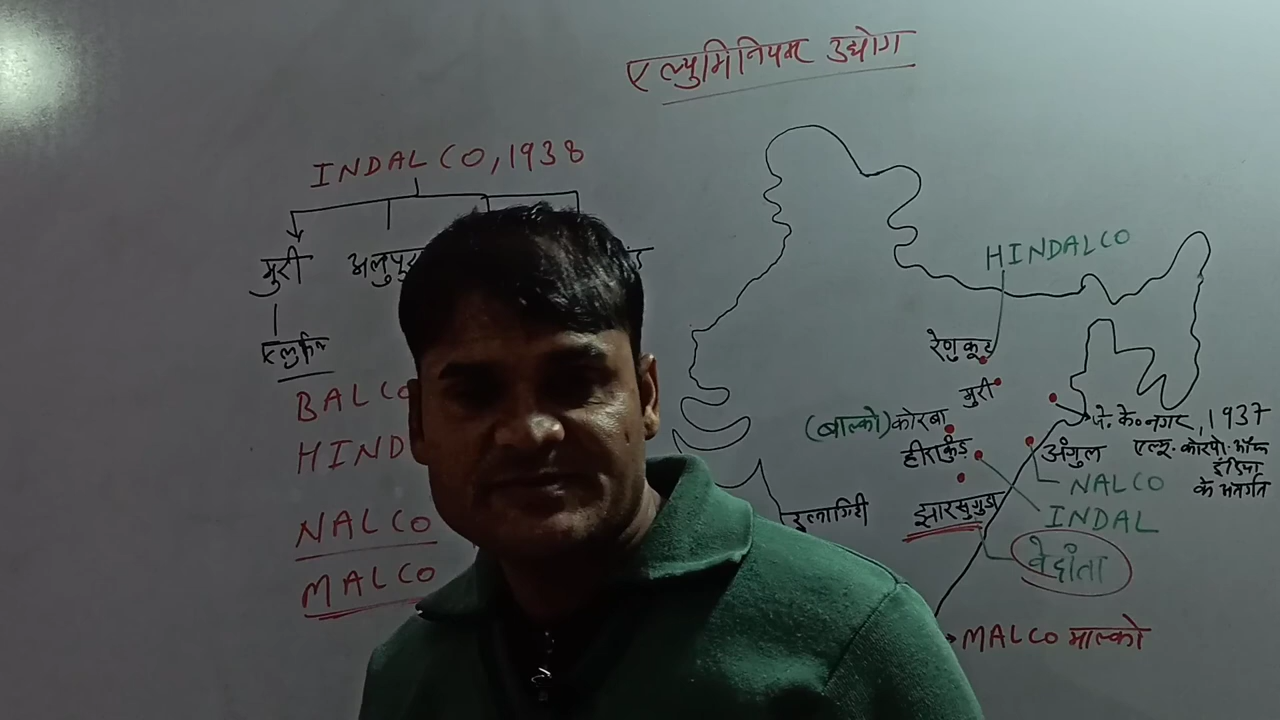 एल्युमिनियम उद्योग
INDALCO, 1938
मुरी
BALCO
HIND
NALCO
MALCO
HINDALCO
रेणुकूट
मुरी
(बाल्को) कोरबा
हीराकुंड
झारसुगुडा
जे. के. नगर, 1937
एल्यू. कोरपो. ऑफ
इंडिया
के अंतर्गत
अंगुल
NALCO
INDAL
वेदांता
MALCO माल्को